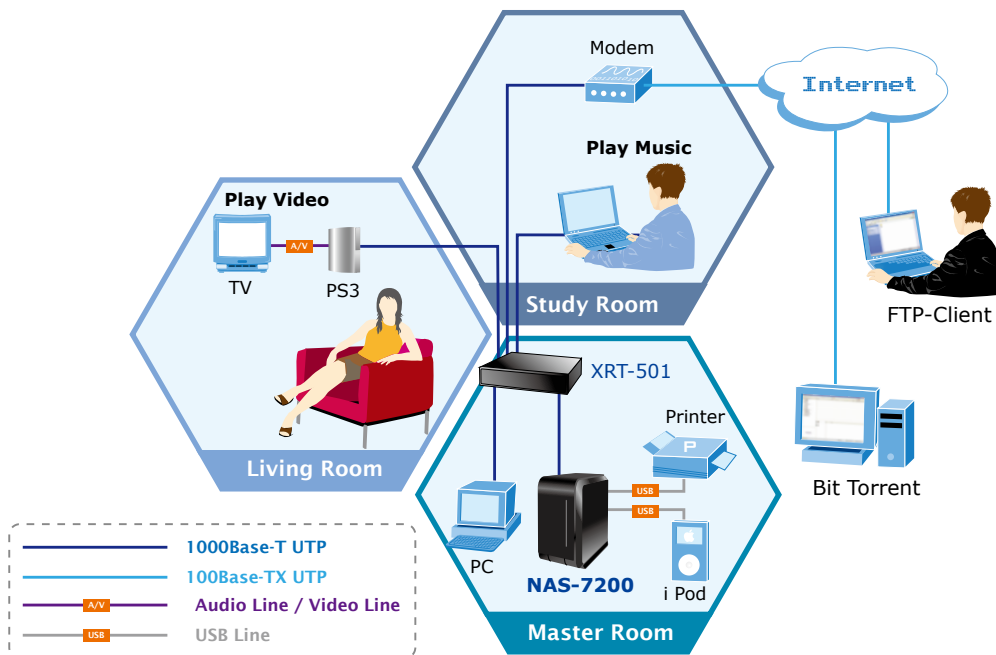 Modem
Internet
Play Music
Play Video
A/V
TV
PS3
Study Room
FTP-Client
XRT-501
Printer
P
Living Room
USB
USB
Bit Torrent
PC
NAS-7200
i Pod
Master Room
1000Base-T UTP
100Base-TX UTP
A/V
Audio Line / Video Line
USB
USB Line